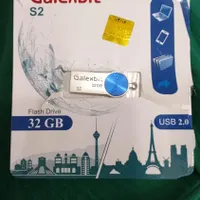 Galexbit
S2
Galexbit
32GB
Flash Drive
32 GB
USB 2.0